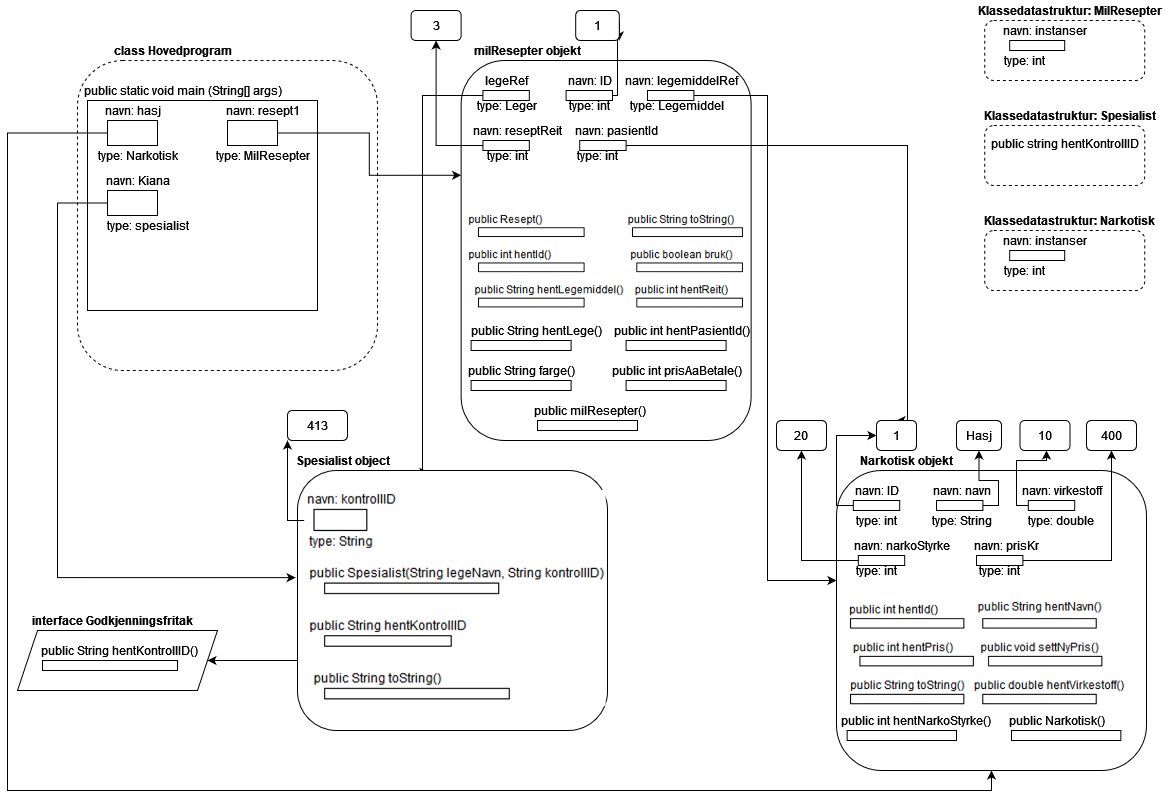 class Hovedprogram
public static void main (String[] args)
navn: hasj
type: Narkotisk
navn: resept1
type: MilResepter
navn: Kiana
type: spesialist
3
1
milResepter objekt
legeRef
type: Leger
navn: ID
type: int
navn: legemiddelRef
type: Legemiddel
navn: reseptReit
type: int
navn: pasientId
type: int
public Resept()
public String toString()
public int hentId()
public boolean bruk()
public String hentLegemiddel()
public int hentReit()
public String hentLege()
public int hentPasientId()
public String farge()
public int prisAaBetale()
public milResepter()
Klassedatastruktur: MilResepter
navn: instanser
type: int
Klassedatastruktur: Spesialist
public string hentKontrollID
Klassedatastruktur: Narkotisk
navn: instanser
type: int
413
Spesialist object
navn: kontrollID
type: String
public Spesialist(String legeNavn, String kontrollID)
public String hentKontrollID
public String toString()
interface Godkjenningsfritak
public String hentKontrollID()
20
1
Hasj
10
400
Narkotisk objekt
navn: ID
type: int
navn: navn
type: String
navn: virkestoff
type: double
navn: narkoStyrke
type: int
navn: prisKr
type: int
public int hentId()
public String hentNavn()
public int hentPris()
public void settNyPris()
public String toString()
public double hentVirkestoff()
public int hentNarkoStyrke()
public Narkotisk()